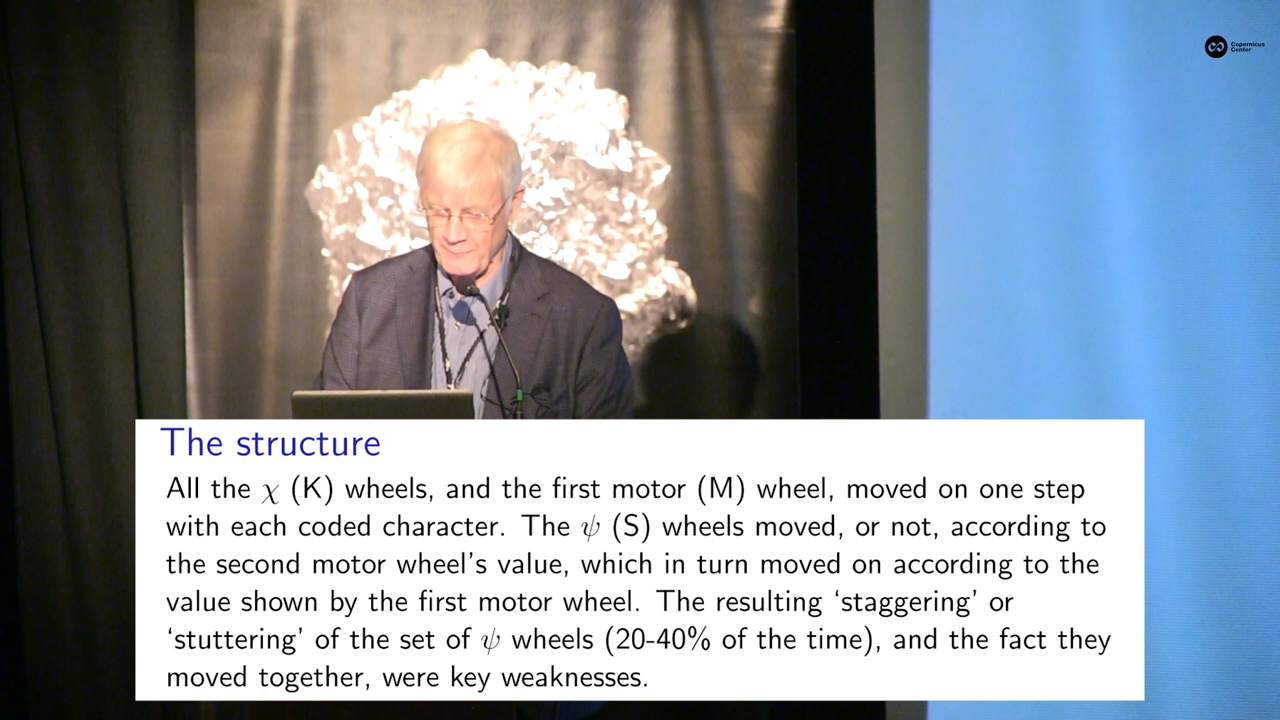 Copernicus
Center
The structure
All the χ (K) wheels, and the first motor (M) wheel, moved on one step
with each coded character. The ψ (S) wheels moved, or not, according to
the second motor wheel's value, which in turn moved on according to the
value shown by the first motor wheel. The resulting ‘staggering’ or
‘stuttering’ of the set of ψ wheels (20-40% of the time), and the fact they
moved together, were key weaknesses.